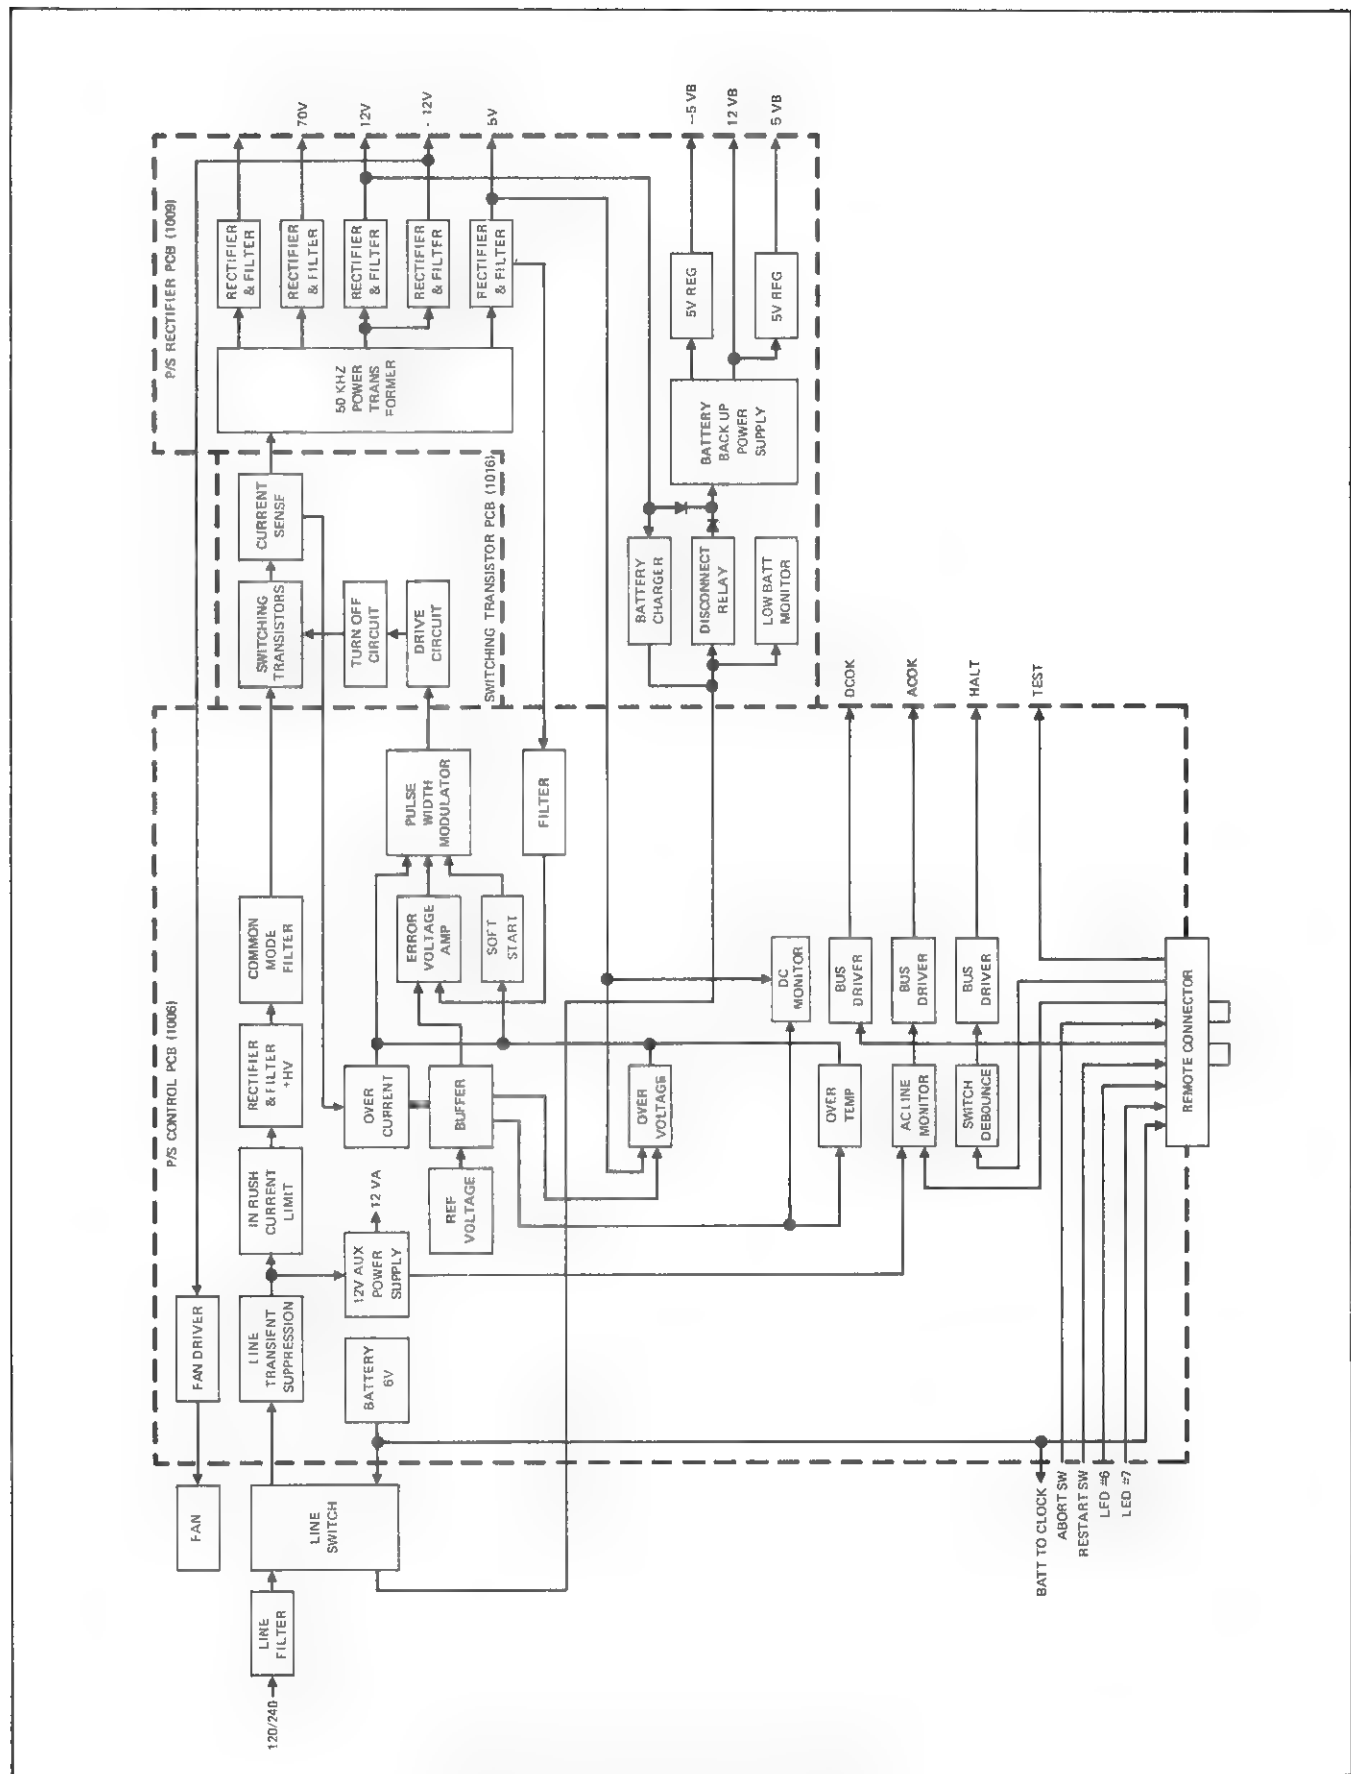 P/S CONTROL PCB (1006)
P/S RECTIFIER PCB (1009)
SWITCHING TRANSISTOR PCB (1016)
FAN
FAN DRIVER
120/240
LINE
FILTER
LINE
SWITCH
LINE
TRANSIENT
SUPPRESSION
IN RUSH
CURRENT
LIMIT
RECTIFIER
& FILTER
+HV
COMMON
MODE
FILTER
SWITCHING
TRANSISTORS
CURRENT
SENSE
50 KHZ
POWER
TRANS
FORMER
RECTIFIER
& FILTER
RECTIFIER
& FILTER
70V
RECTIFIER
& FILTER
12V
RECTIFIER
& FILTER
- 12V
RECTIFIER
& FILTER
5V
BATTERY
6V
12V AUX
POWER
SUPPLY
12 VA
OVER
CURRENT
REF
VOLTAGE
BUFFER
ERROR
VOLTAGE
AMP
SOFT
START
PULSE
WIDTH
MODULATOR
TURN OFF
CIRCUIT
DRIVE
CIRCUIT
FILTER
OVER
VOLTAGE
BATTERY
CHARGER
DISCONNECT
RELAY
LOW BATT
MONITOR
BATTERY
BACK UP
POWER
SUPPLY
5V REG
--5 VB
12 VB
5V REG
5 VB
DC
MONITOR
OVER
TEMP
BUS
DRIVER
DCOK
AC LINE
MONITOR
BUS
DRIVER
ACOK
SWITCH
DEBOUNCE
BUS
DRIVER
HALT
TEST
BATT TO CLOCK
ABORT SW
RESTART SW
LED #6
LED #7
REMOTE CONNECTOR